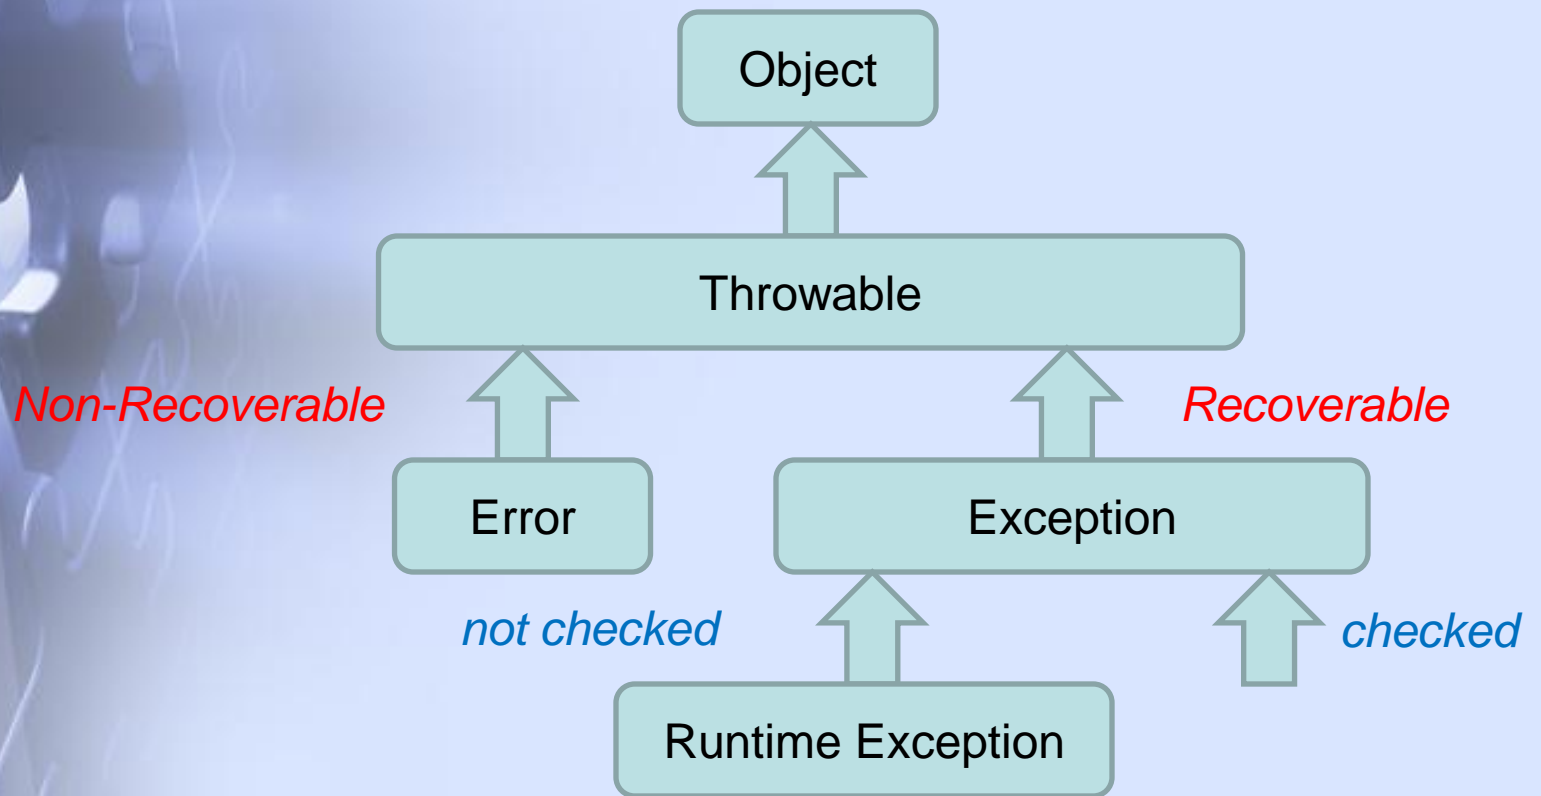 Object
Throwable
Non-Recoverable
Recoverable
Error
Exception
not checked
checked
Runtime Exception